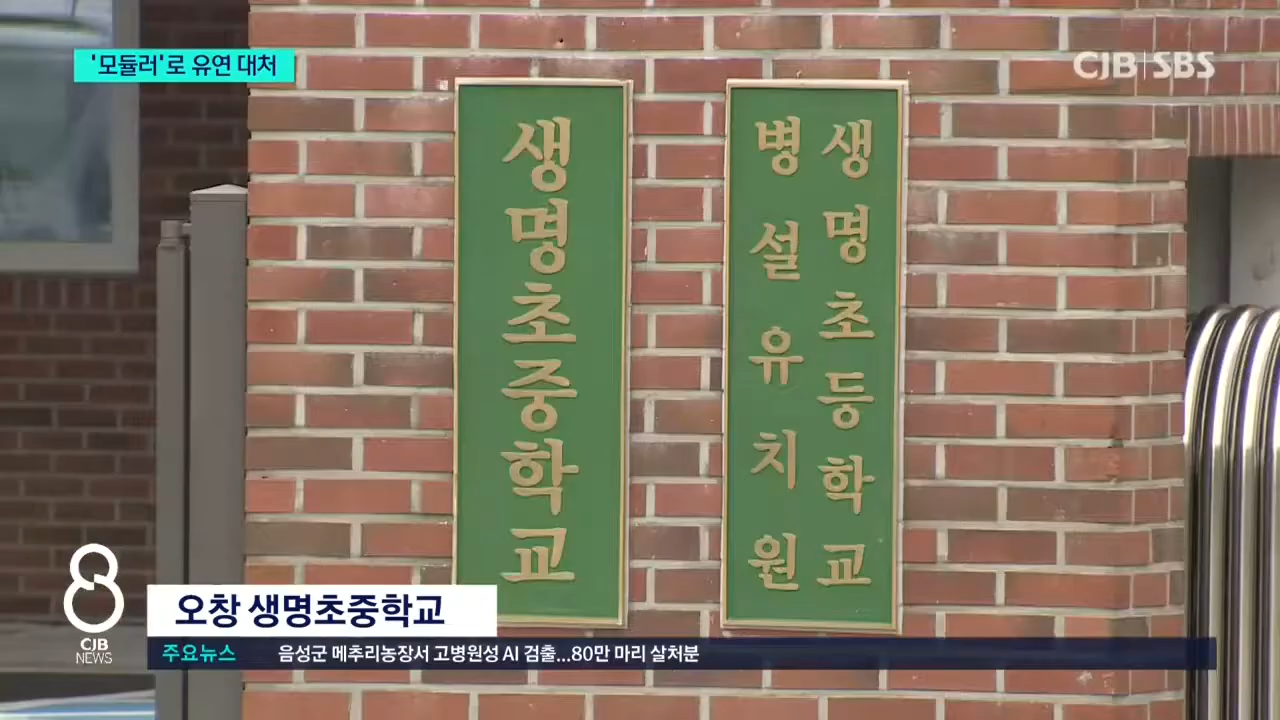 '모듈러'로 유연 대처
CJB SBS
생명초중학교
생명초등학교
병설유치원
8
CJB
NEWS
오창 생명초중학교
주요뉴스 음성군 메추리농장서 고병원성 AI 검출...80만 마리 살처분